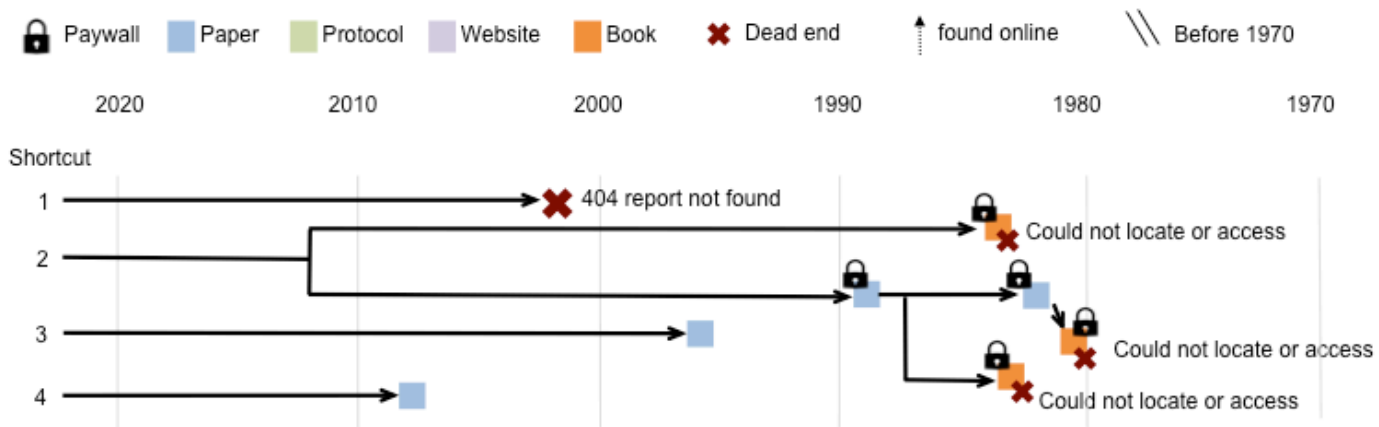 Paywall Paper Protocol Website Book Dead end found online Before 1970
2020 2010 2000 1990 1980 1970
Shortcut
1 404 report not found
Could not locate or access
2
3
Could not locate or access
4 Could not locate or access